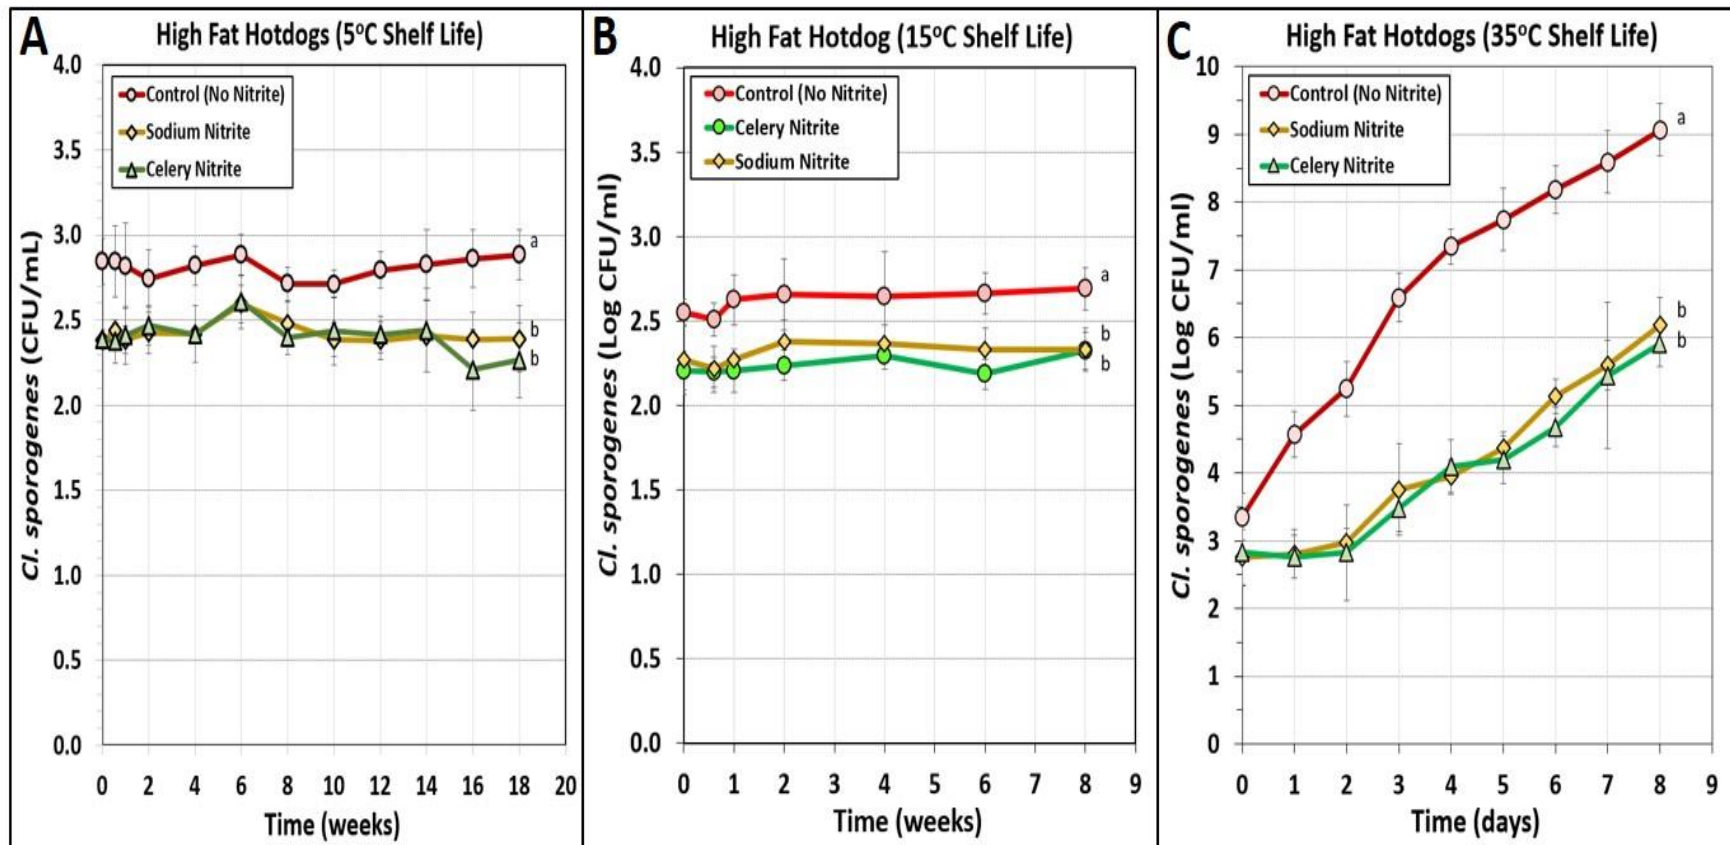 A
High Fat Hotdogs (5°C Shelf Life)
4.0
3.5
3.0
2.5
2.0
1.5
1.0
0.5
0.0
Cl. sporogenes (CFU/mL)
Control (No Nitrite)
Sodium Nitrite
Celery Nitrite
a
b
b
0 2 4 6 8 10 12 14 16 18 20
Time (weeks)
B
High Fat Hotdog (15°C Shelf Life)
4.0
3.5
3.0
2.5
2.0
1.5
1.0
0.5
0.0
Cl. sporogenes (Log CFU/ml)
Control (No Nitrite)
Celery Nitrite
Sodium Nitrite
a
b
b
0 1 2 3 4 5 6 7 8 9
Time (weeks)
C
High Fat Hotdogs (35°C Shelf Life)
10
9
8
7
6
5
4
3
2
1
0
Cl. sporogenes (Log CFU/ml)
Control (No Nitrite)
Sodium Nitrite
Celery Nitrite
a
b
b
0 1 2 3 4 5 6 7 8 9
Time (days)